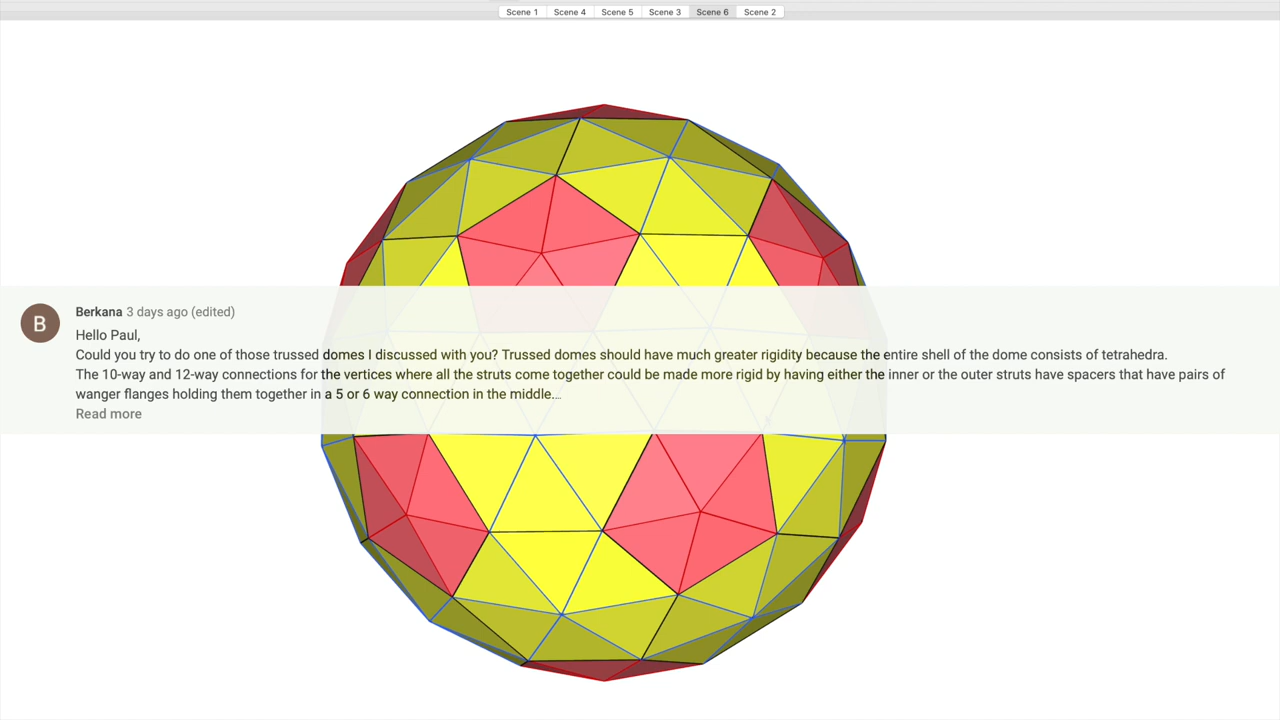 Scene 1 Scene 4 Scene 5 Scene 3 Scene 6 Scene 2
B
Berkana 3 days ago (edited)
Hello Paul,
Could you try to do one of those trussed domes I discussed with you? Trussed domes should have much greater rigidity because the entire shell of the dome consists of tetrahedra.
The 10-way and 12-way connections for the vertices where all the struts come together could be made more rigid by having either the inner or the outer struts have spacers that have pairs of
wanger flanges holding them together in a 5 or 6 way connection in the middle...
Read more